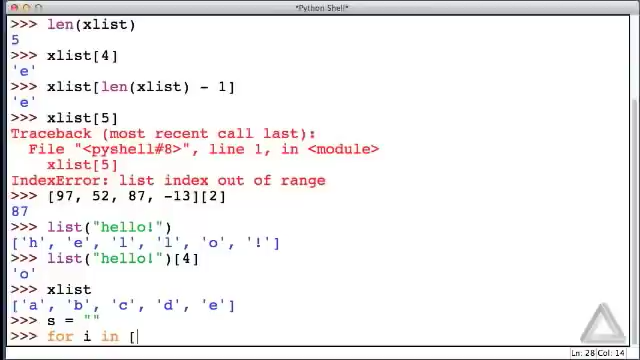 *Python Shell*
>>> len(xlist)
5
>>> xlist[4]
'e'
>>> xlist[len(xlist) - 1]
'e'
>>> xlist[5]
Traceback (most recent call last):
  File "<pyshell#8>", line 1, in <module>
    xlist[5]
IndexError: list index out of range
>>> [97, 52, 87, -13][2]
87
>>> list("hello!")
['h', 'e', 'l', 'l', 'o', '!']
>>> list("hello!")[4]
'o'
>>> xlist
['a', 'b', 'c', 'd', 'e']
>>> s = ""
>>> for i in [
Ln: 28 Col: 14